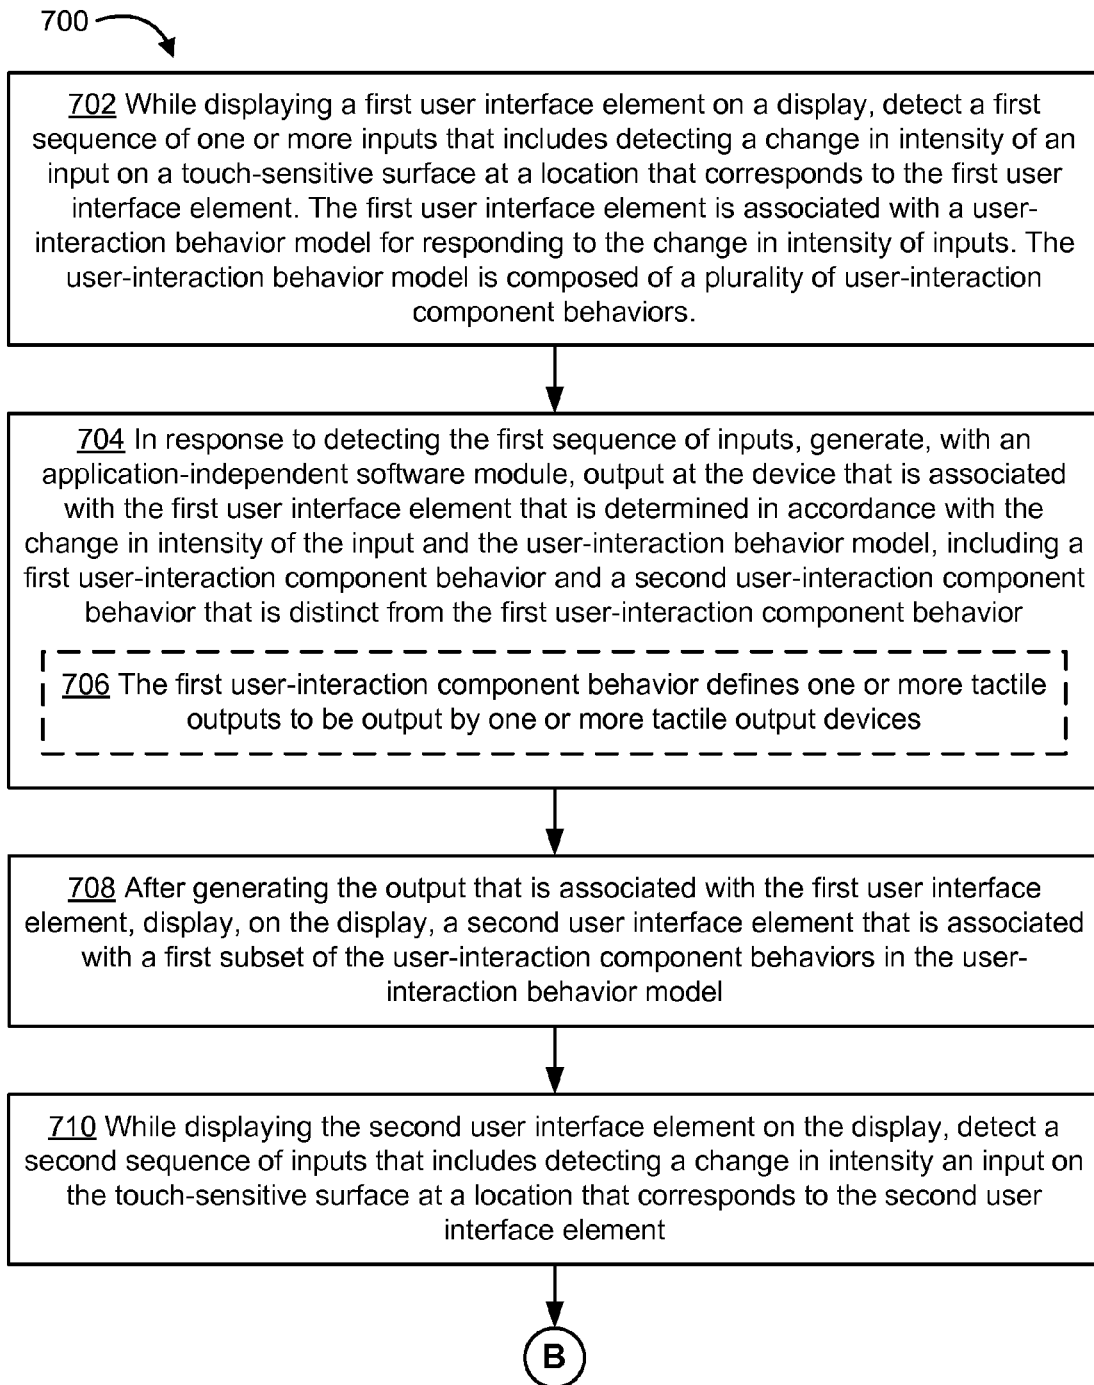 700
702 While displaying a first user interface element on a display, detect a first
sequence of one or more inputs that includes detecting a change in intensity of an
input on a touch-sensitive surface at a location that corresponds to the first user
interface element. The first user interface element is associated with a user-
interaction behavior model for responding to the change in intensity of inputs. The
user-interaction behavior model is composed of a plurality of user-interaction
component behaviors.
704 In response to detecting the first sequence of inputs, generate, with an
application-independent software module, output at the device that is associated
with the first user interface element that is determined in accordance with the
change in intensity of the input and the user-interaction behavior model, including a
first user-interaction component behavior and a second user-interaction component
behavior that is distinct from the first user-interaction component behavior
706 The first user-interaction component behavior defines one or more tactile
outputs to be output by one or more tactile output devices
708 After generating the output that is associated with the first user interface
element, display, on the display, a second user interface element that is associated
with a first subset of the user-interaction component behaviors in the user-
interaction behavior model
710 While displaying the second user interface element on the display, detect a
second sequence of inputs that includes detecting a change in intensity an input on
the touch-sensitive surface at a location that corresponds to the second user
interface element
B